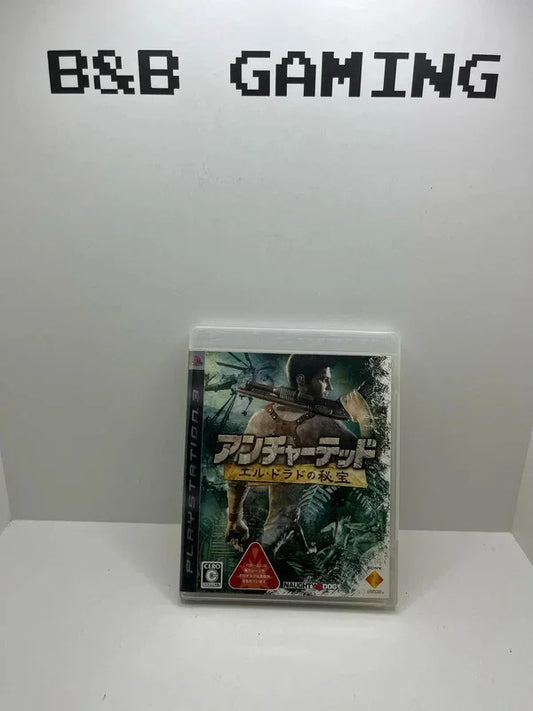 B&B GAMING
PLAYSTATION 3
アンチャーテッド
エル・ドラドの秘宝
CERO
C
NAUGHTY DOG
SONY